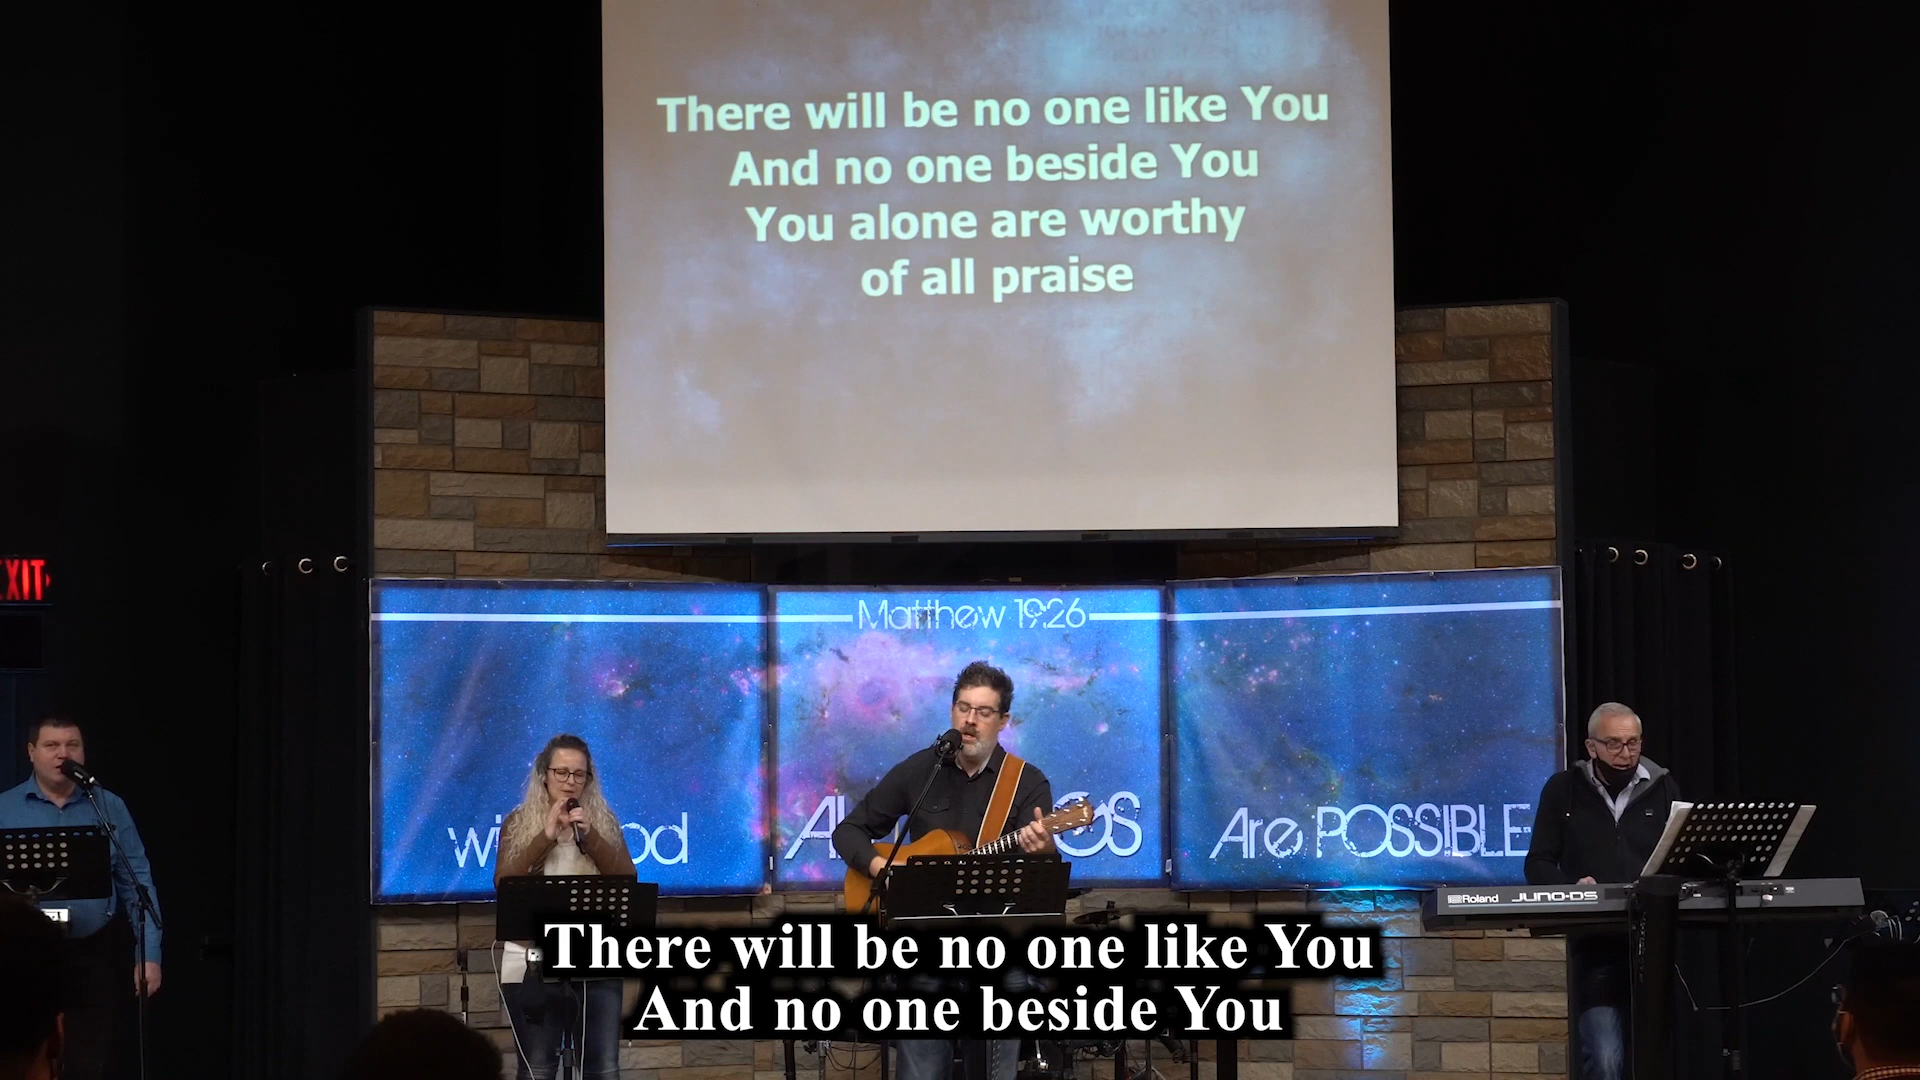 There will be no one like You
And no one beside You
You alone are worthy
of all praise
EXIT
Matthew 19:26
Are POSSIBLE
Roland JUNO-DS
There will be no one like You
And no one beside You